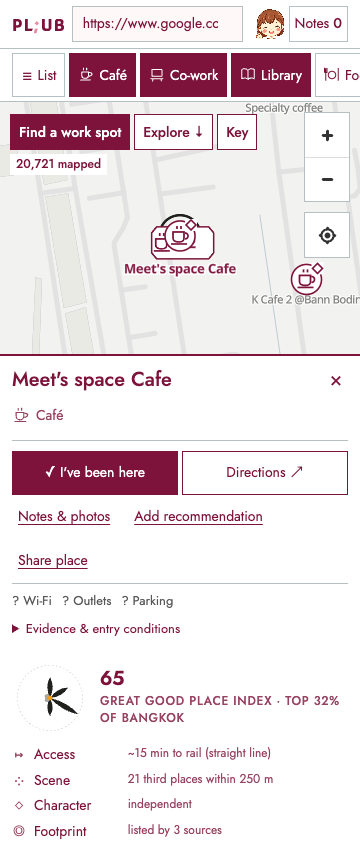 PL;UB https://www.google.cc Notes 0
≡ List Café Co-work Library Fo
Specialty coffee
Find a work spot Explore ↓ Key +
20,721 mapped
−
Meet's space Cafe
K Cafe 2 @Bann Bodin
Meet's space Cafe ×
Café
✓ I've been here Directions ↗
Notes & photos Add recommendation
Share place
? Wi-Fi ? Outlets ? Parking
▶ Evidence & entry conditions
65
GREAT GOOD PLACE INDEX · TOP 32%
OF BANGKOK
Access ~15 min to rail (straight line)
Scene 21 third places within 250 m
Character independent
Footprint listed by 3 sources